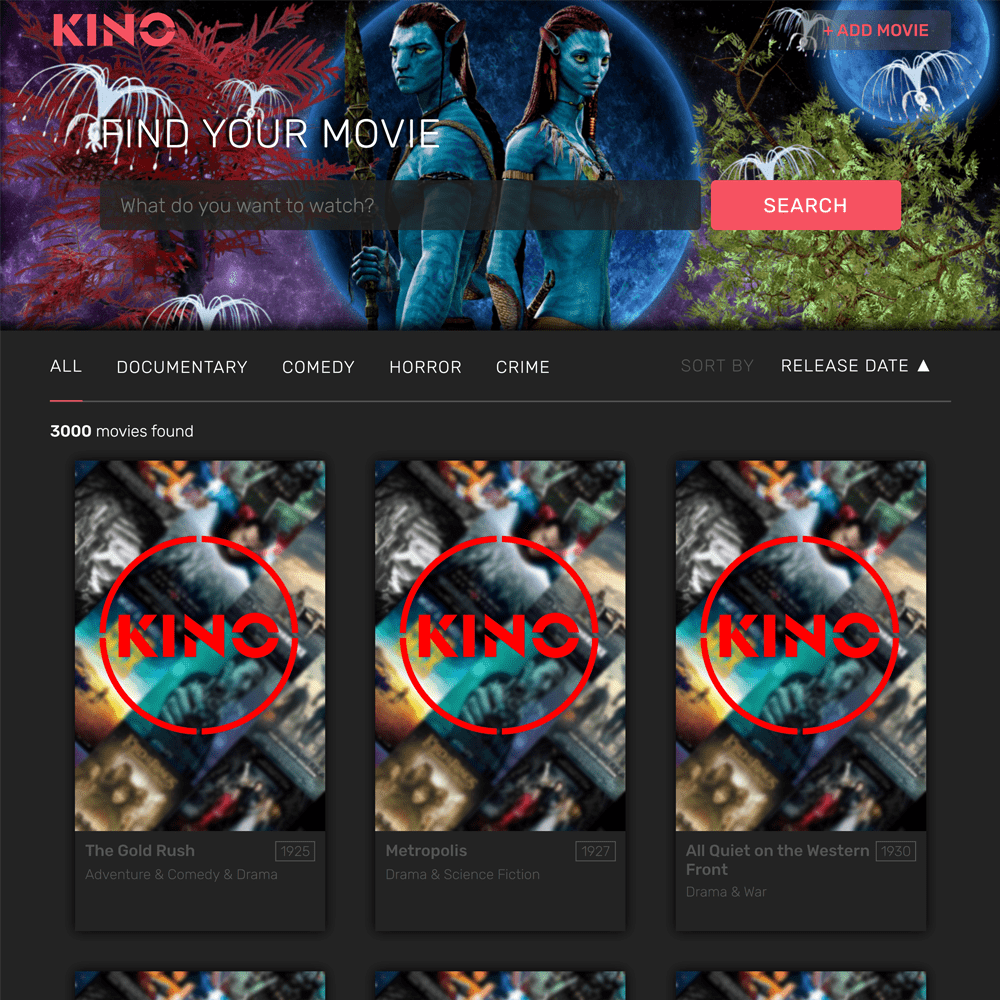 KINO
+ ADD MOVIE
FIND YOUR MOVIE
What do you want to watch?
SEARCH
ALL
DOCUMENTARY
COMEDY
HORROR
CRIME
SORT BY
RELEASE DATE ▲
3000 movies found
KINO
KINO
KINO
The Gold Rush
1925
Adventure & Comedy & Drama
Metropolis
1927
Drama & Science Fiction
All Quiet on the Western
Front
1930
Drama & War